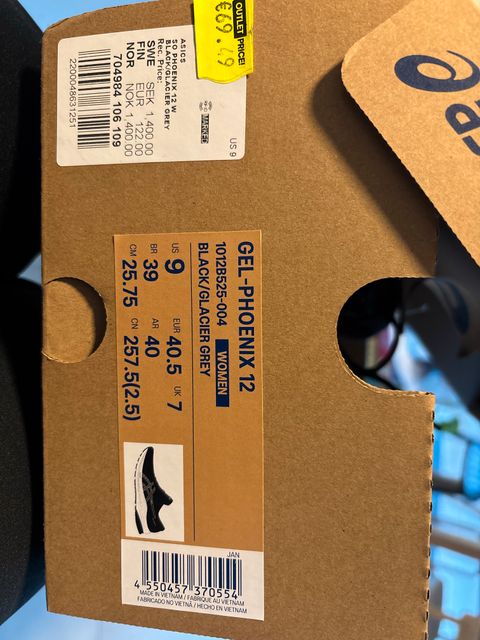 OUTLET PRICE!
€69.49
US 9
MARKED
ASICS
SO PHOENIX 12 W
BLACK/GLACIER GREY
Rec. Price:
SWE SEK 1,400.00
FIN EUR 122.00
NOR NOK 1,400.00
704984 106 109
2200048631251
GEL-PHOENIX 12
1012B525-004 WOMEN
BLACK/GLACIER GREY
US 9 EUR 40.5 UK 7
BR 39 AR 40
CM 25.75 CN 257.5(2.5)
JAN
4 550457 370554
MADE IN VIETNAM / FABRIQUÉ AU VIETNAM
FABRICADO NO VIETNÃ / HECHO EN VIETNAM